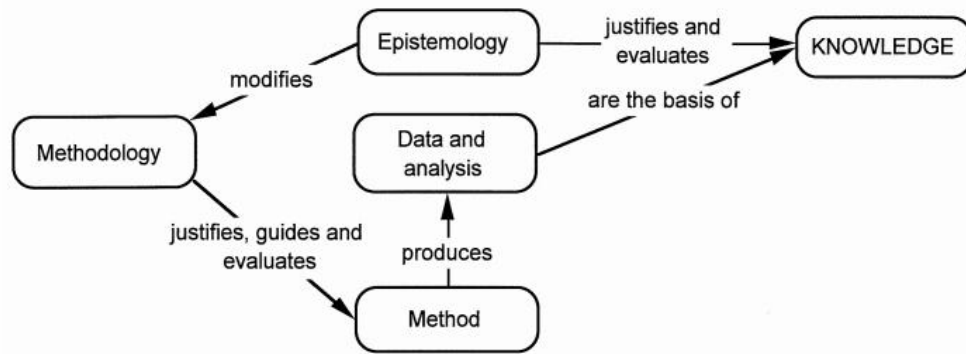 Epistemology
justifies and
evaluates
KNOWLEDGE
modifies
are the basis of
Methodology
Data and
analysis
justifies, guides and
evaluates
produces
Method